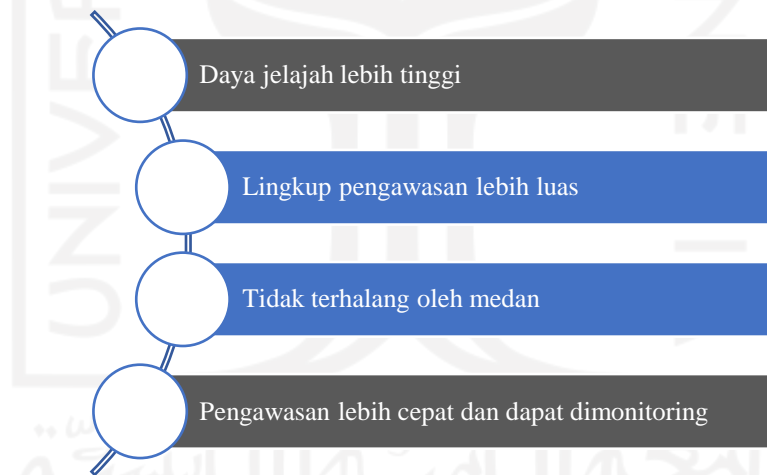 Daya jelajah lebih tinggi
Lingkup pengawasan lebih luas
Tidak terhalang oleh medan
Pengawasan lebih cepat dan dapat dimonitoring